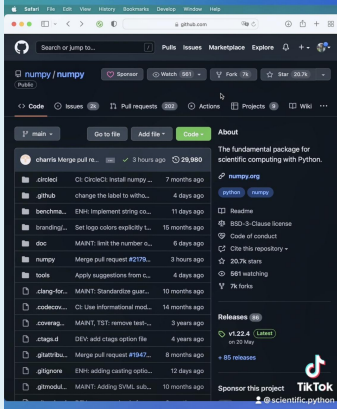 Safari File Edit View History Bookmarks Develop Window Help
github.com
Search or jump to... / Pulls Issues Marketplace Explore
numpy / numpy
Public
Sponsor Watch 561 Fork 7k Star 20.7k
Code Issues 2k Pull requests 202 Actions Projects 9 Wiki ...
main Go to file Add file Code
charris Merge pull re... ... 3 hours ago 29,980
.circleci CI: CircleCI: Install numpy ... 7 months ago
.github change the label to witho... 4 days ago
benchma... ENH: Implement string co... 11 days ago
branding/... Set logo colors explicitly t... 15 months ago
doc MAINT: Limit the number o... 6 days ago
numpy Merge pull request #2179... 3 hours ago
tools Apply suggestions from c... 4 days ago
.clang-for... MAINT: Standardize guar... 10 months ago
.codecov.... CI: Use informational mod... 14 months ago
.coverag... MAINT, TST: remove test-... 3 years ago
.ctags.d DEV: add ctags option file 4 years ago
.gitattribu... Merge pull request #1947... 8 months ago
.gitignore ENH: adding casting optio... 12 days ago
.gitmodul... MAINT: Adding SVML sub... 10 months ago
About
The fundamental package for
scientific computing with Python.
numpy.org
python numpy
Readme
BSD-3-Clause license
Code of conduct
Cite this repository
20.7k stars
561 watching
7k forks
Releases 86
v1.22.4 Latest
on 20 May
+ 85 releases
Sponsor this project
TikTok
@scientific.python